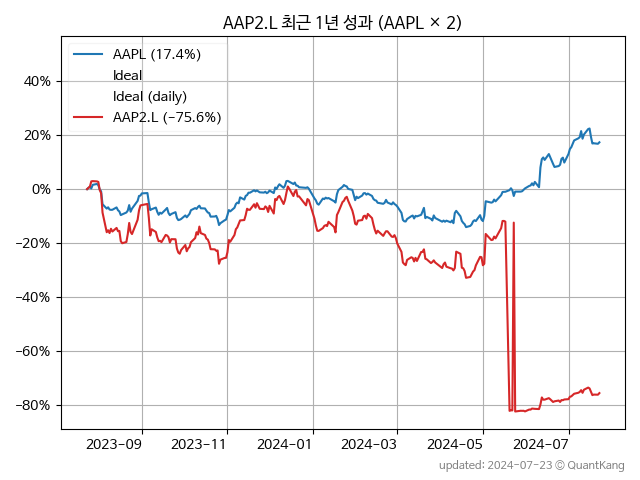 AAP2.L 최근 1년 성과 (AAPL × 2)
AAPL (17.4%)
Ideal
Ideal (daily)
AAP2.L (−75.6%)
40%
20%
0%
−20%
−40%
−60%
−80%
2023−09 2023−11 2024−01 2024−03 2024−05 2024−07
updated: 2024-07-23 ⓒ QuantKang